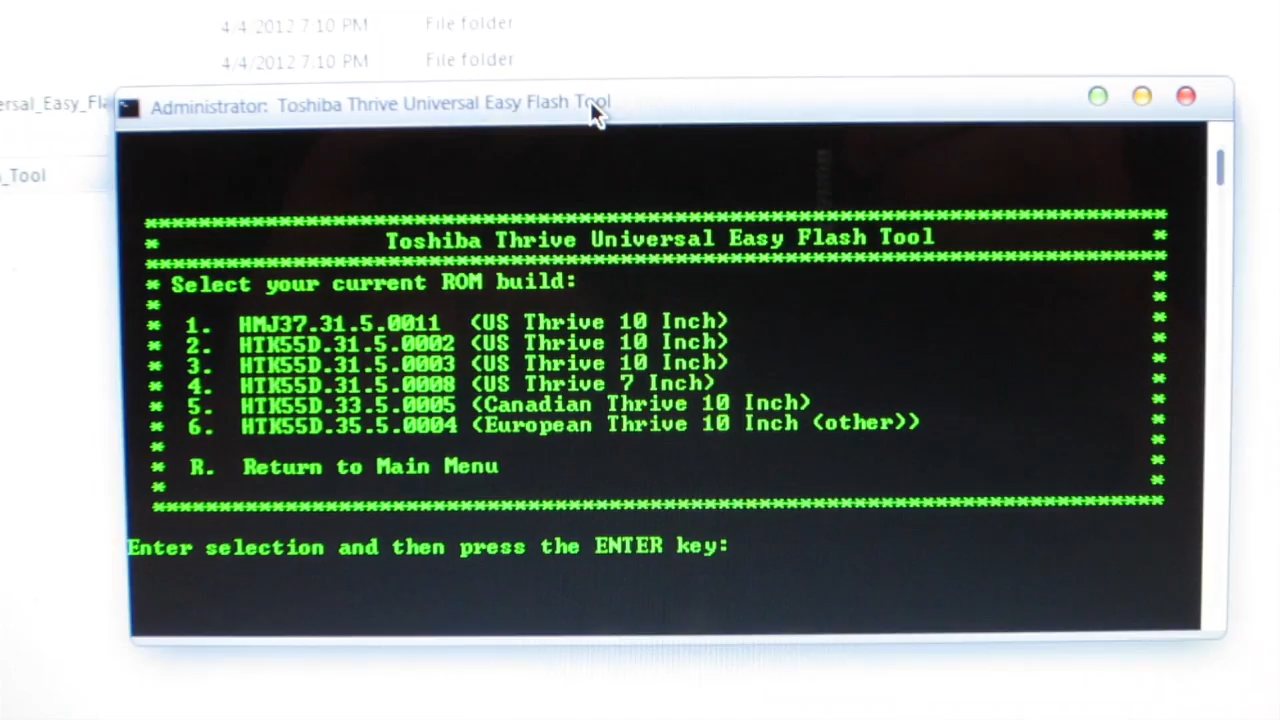 4/4/2012 7:10 PM File folder
4/4/2012 7:10 PM File folder
ersal_Easy_Fla
Administrator: Toshiba Thrive Universal Easy Flash Tool
_Tool
Toshiba Thrive Universal Easy Flash Tool
* Select your current ROM build:
* 1. HMJ37.31.5.0011 (US Thrive 10 Inch)
* 2. HTK55D.31.5.0002 (US Thrive 10 Inch)
* 3. HTK55D.31.5.0003 (US Thrive 10 Inch)
* 4. HTK55D.31.5.0008 (US Thrive 7 Inch)
* 5. HTK55D.33.5.0005 (Canadian Thrive 10 Inch)
* 6. HTK55D.35.5.0004 (European Thrive 10 Inch (other))
* R. Return to Main Menu
Enter selection and then press the ENTER key: